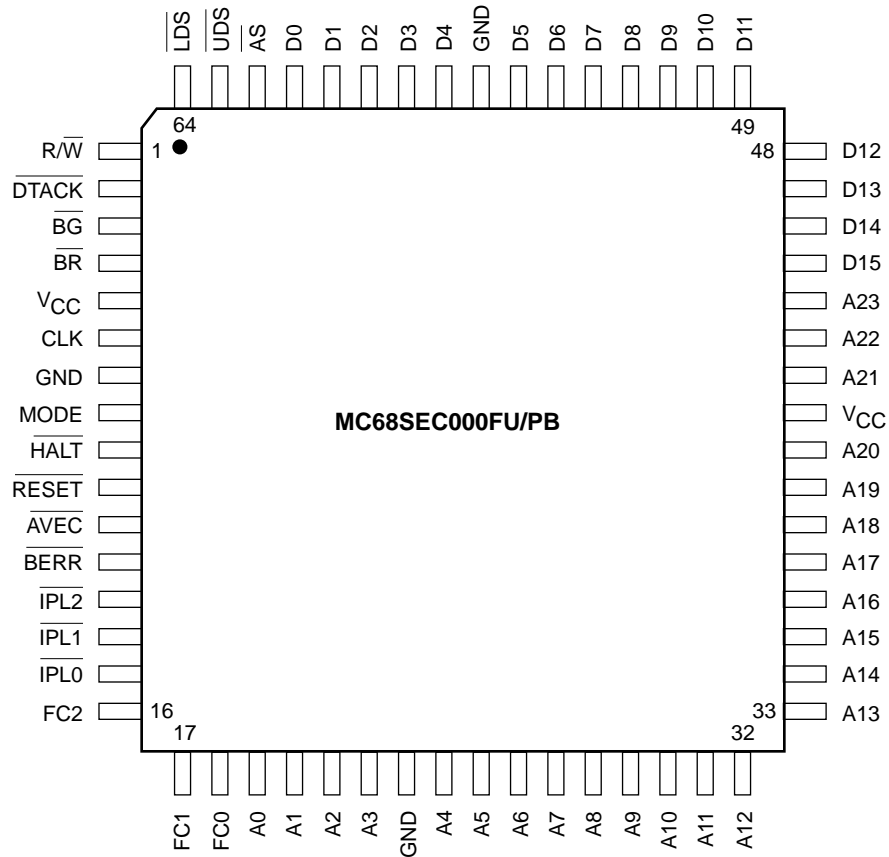 LDS UDS AS D0 D1 D2 D3 D4 GND D5 D6 D7 D8 D9 D10 D11
64 49
R/W 1 48 D12
DTACK D13
BG D14
BR D15
VCC A23
CLK A22
GND A21
MODE VCC
MC68SEC000FU/PB
HALT A20
RESET A19
AVEC A18
BERR A17
IPL2 A16
IPL1 A15
IPL0 A14
FC2 16 33 A13
17 32
FC1 FC0 A0 A1 A2 A3 GND A4 A5 A6 A7 A8 A9 A10 A11 A12